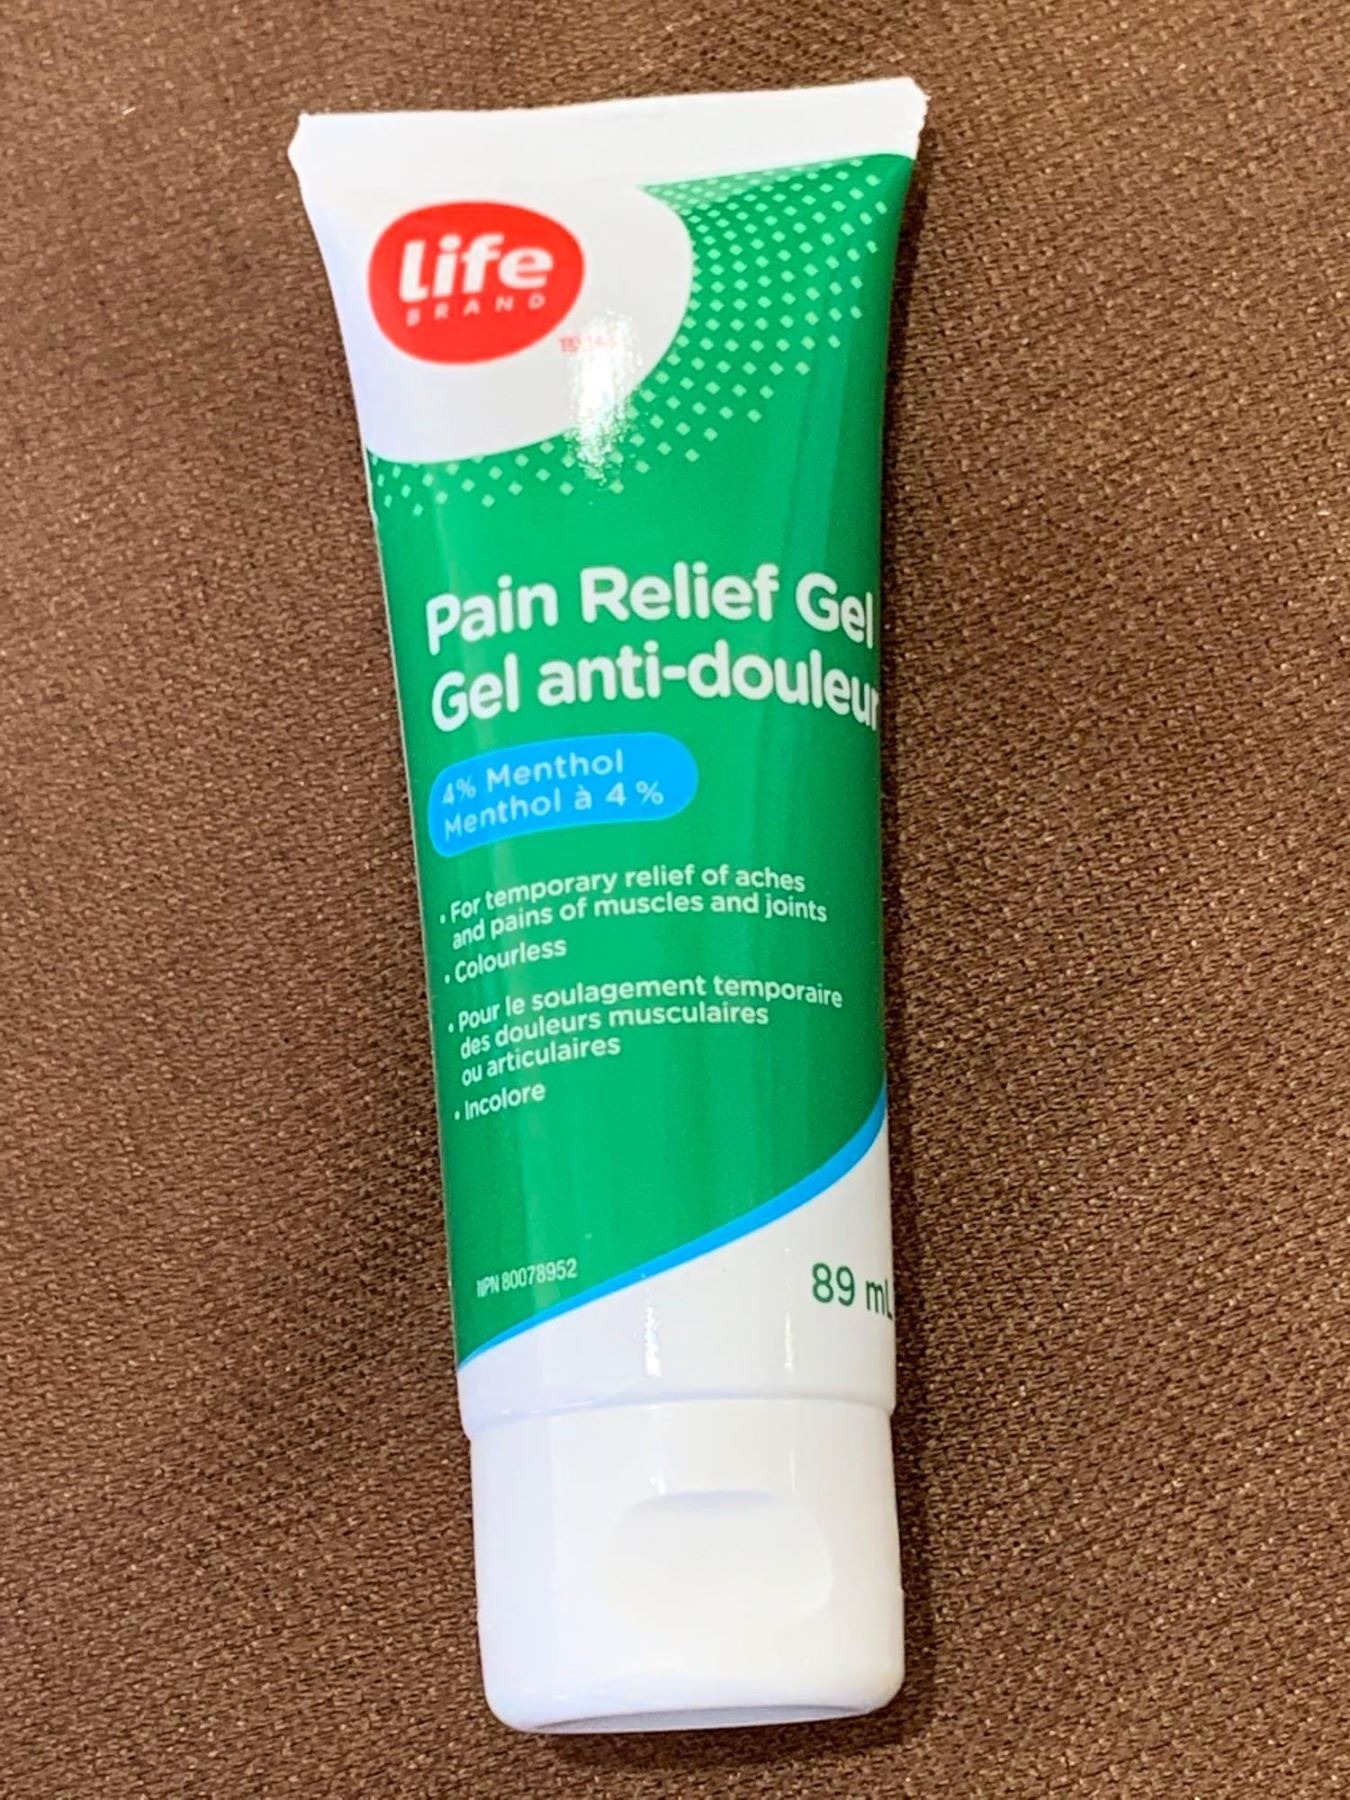 Life
BRAND
Pain Relief Gel
Gel anti-douleur
4% Menthol
Menthol à 4 %
• For temporary relief of aches
and pains of muscles and joints
• Colourless
• Pour le soulagement temporaire
des douleurs musculaires
ou articulaires
• Incolore
NPN 80078952
89 mL